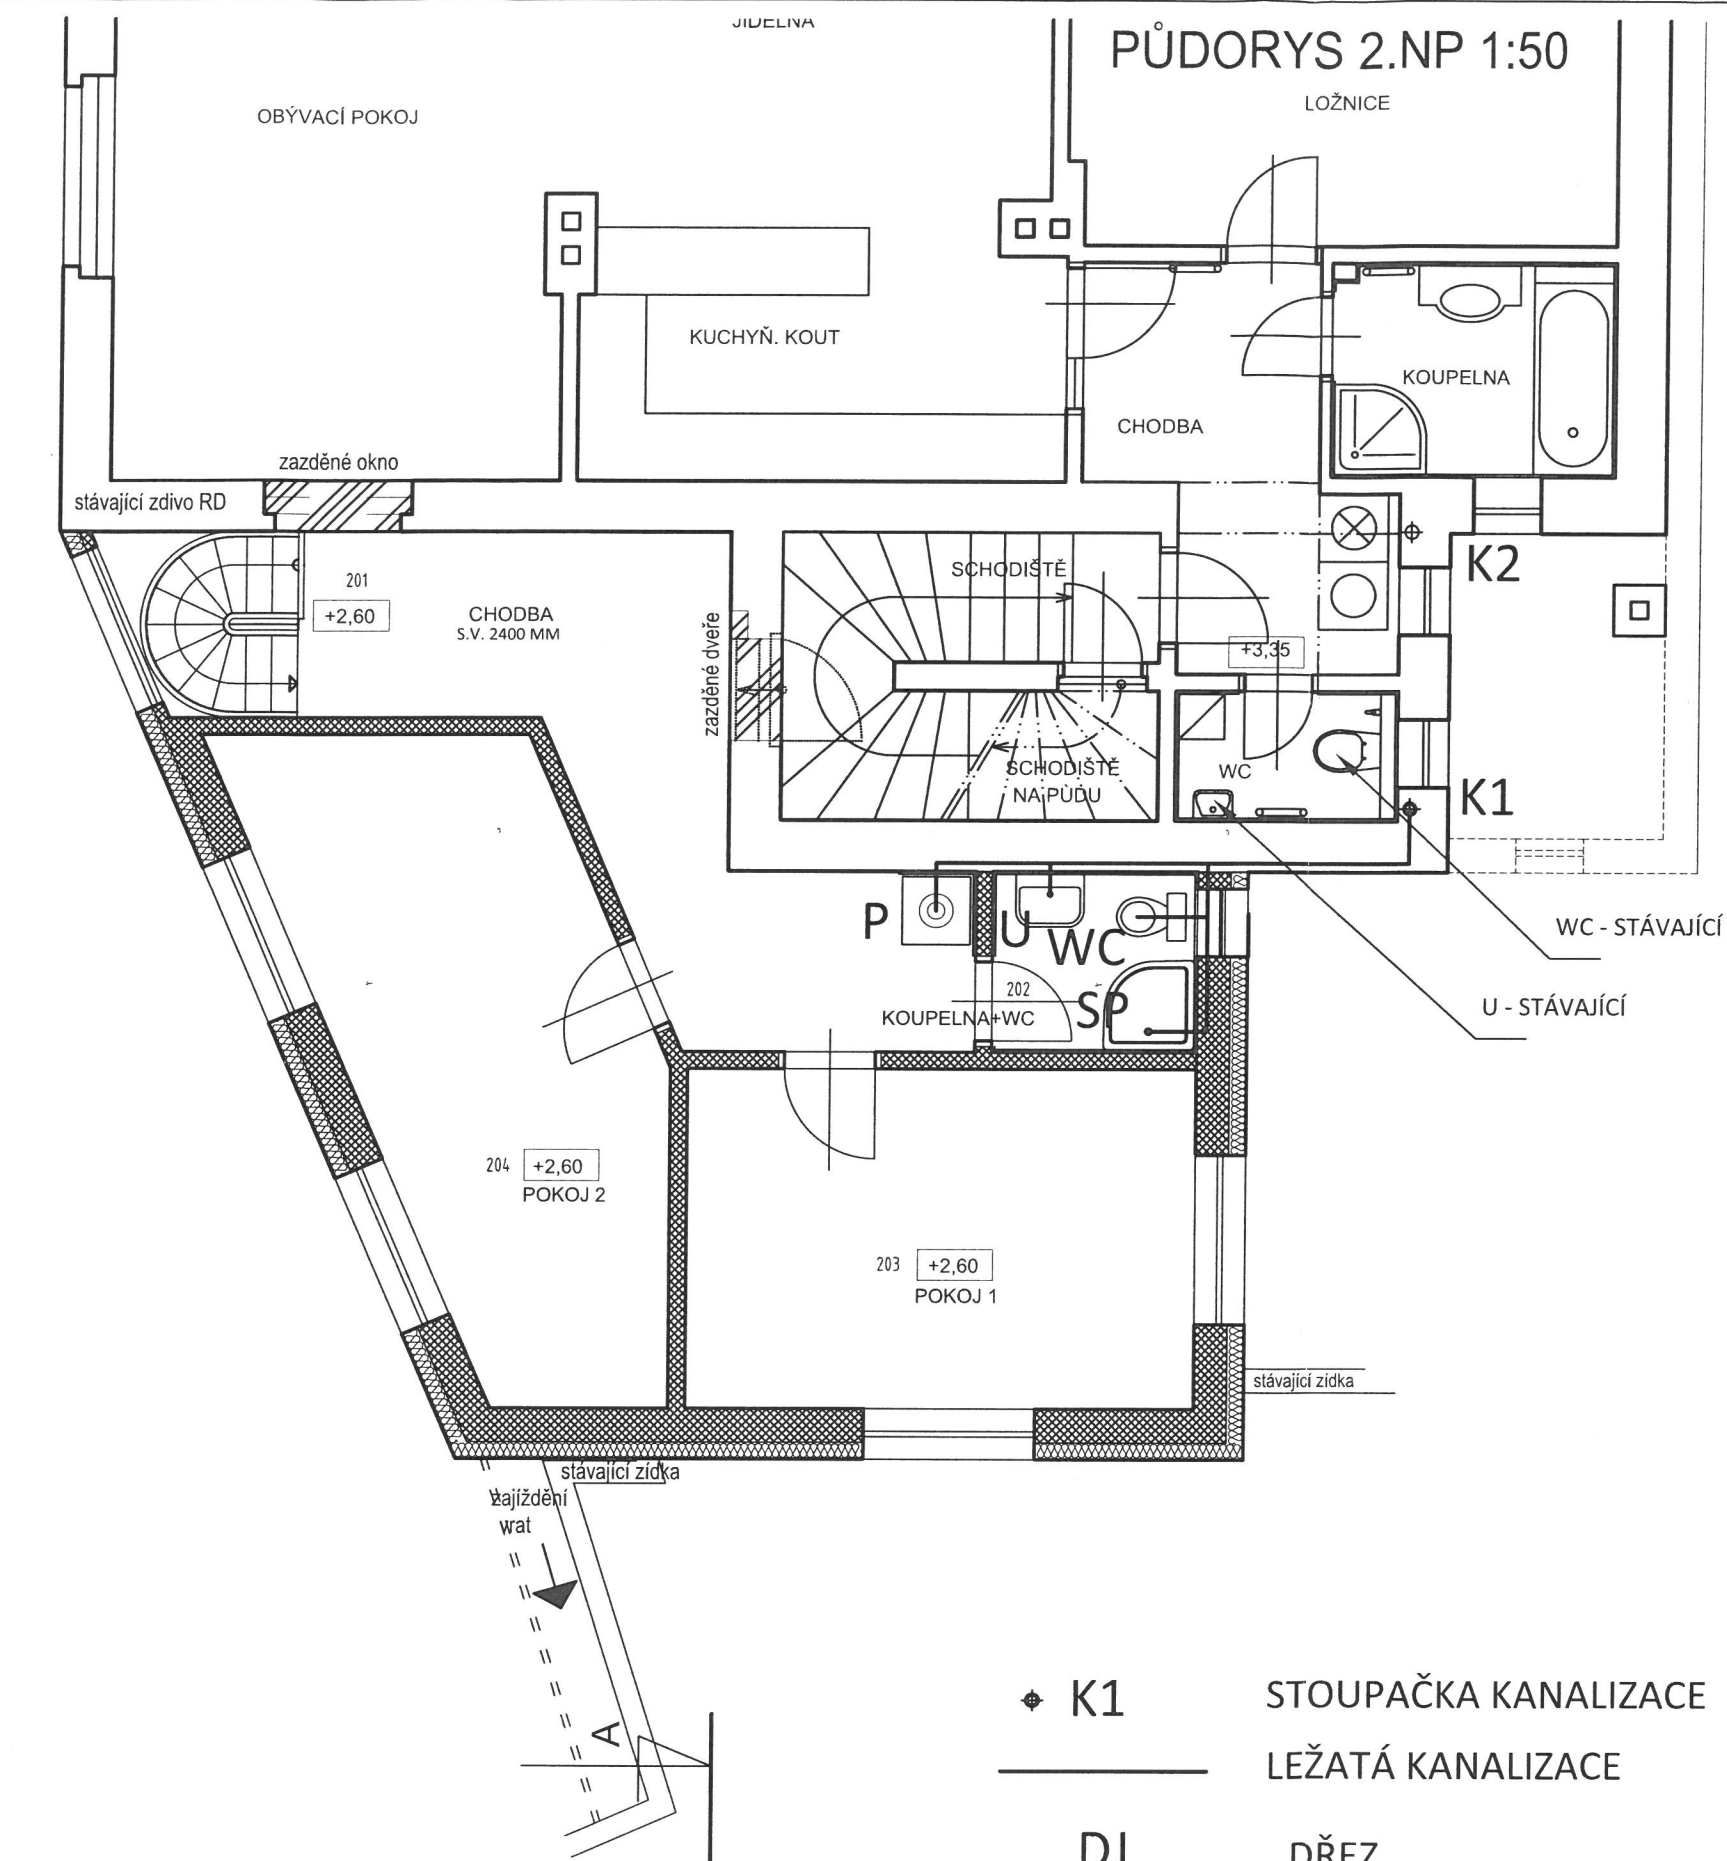 JÍDELNA
PŮDORYS 2.NP 1:50
LOŽNICE
OBÝVACÍ POKOJ
KUCHYŇ. KOUT
KOUPELNA
CHODBA
zazděné okno
stávající zdivo RD
K2
SCHODIŠTĚ
201
+2,60
CHODBA
S.V. 2400 MM
zazděné dveře
+3,35
SCHODIŠTĚ
NA PŮDU
WC
K1
P
U
WC
WC - STÁVAJÍCÍ
202
SP
KOUPELNA+WC
U - STÁVAJÍCÍ
204
+2,60
POKOJ 2
203
+2,60
POKOJ 1
stávající zídka
stávající zídka
zajíždění
vrat
A
K1
STOUPAČKA KANALIZACE
LEŽATÁ KANALIZACE
DJ
DŘEZ